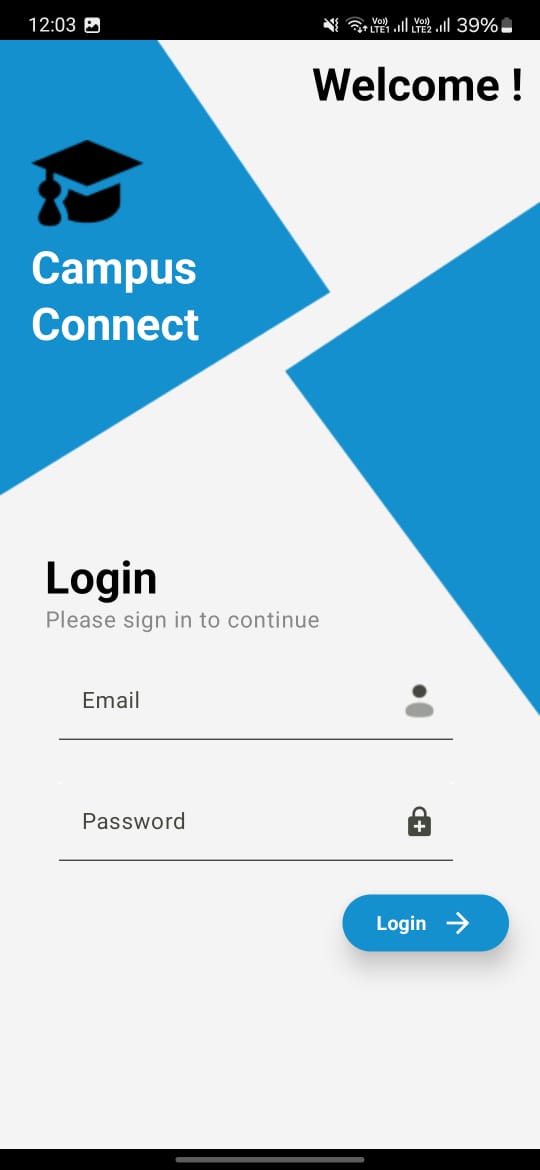 12:03 Vo)) LTE1 Vo)) LTE2 39%
Welcome !
Campus
Connect
Login
Please sign in to continue
Email
Password
Login